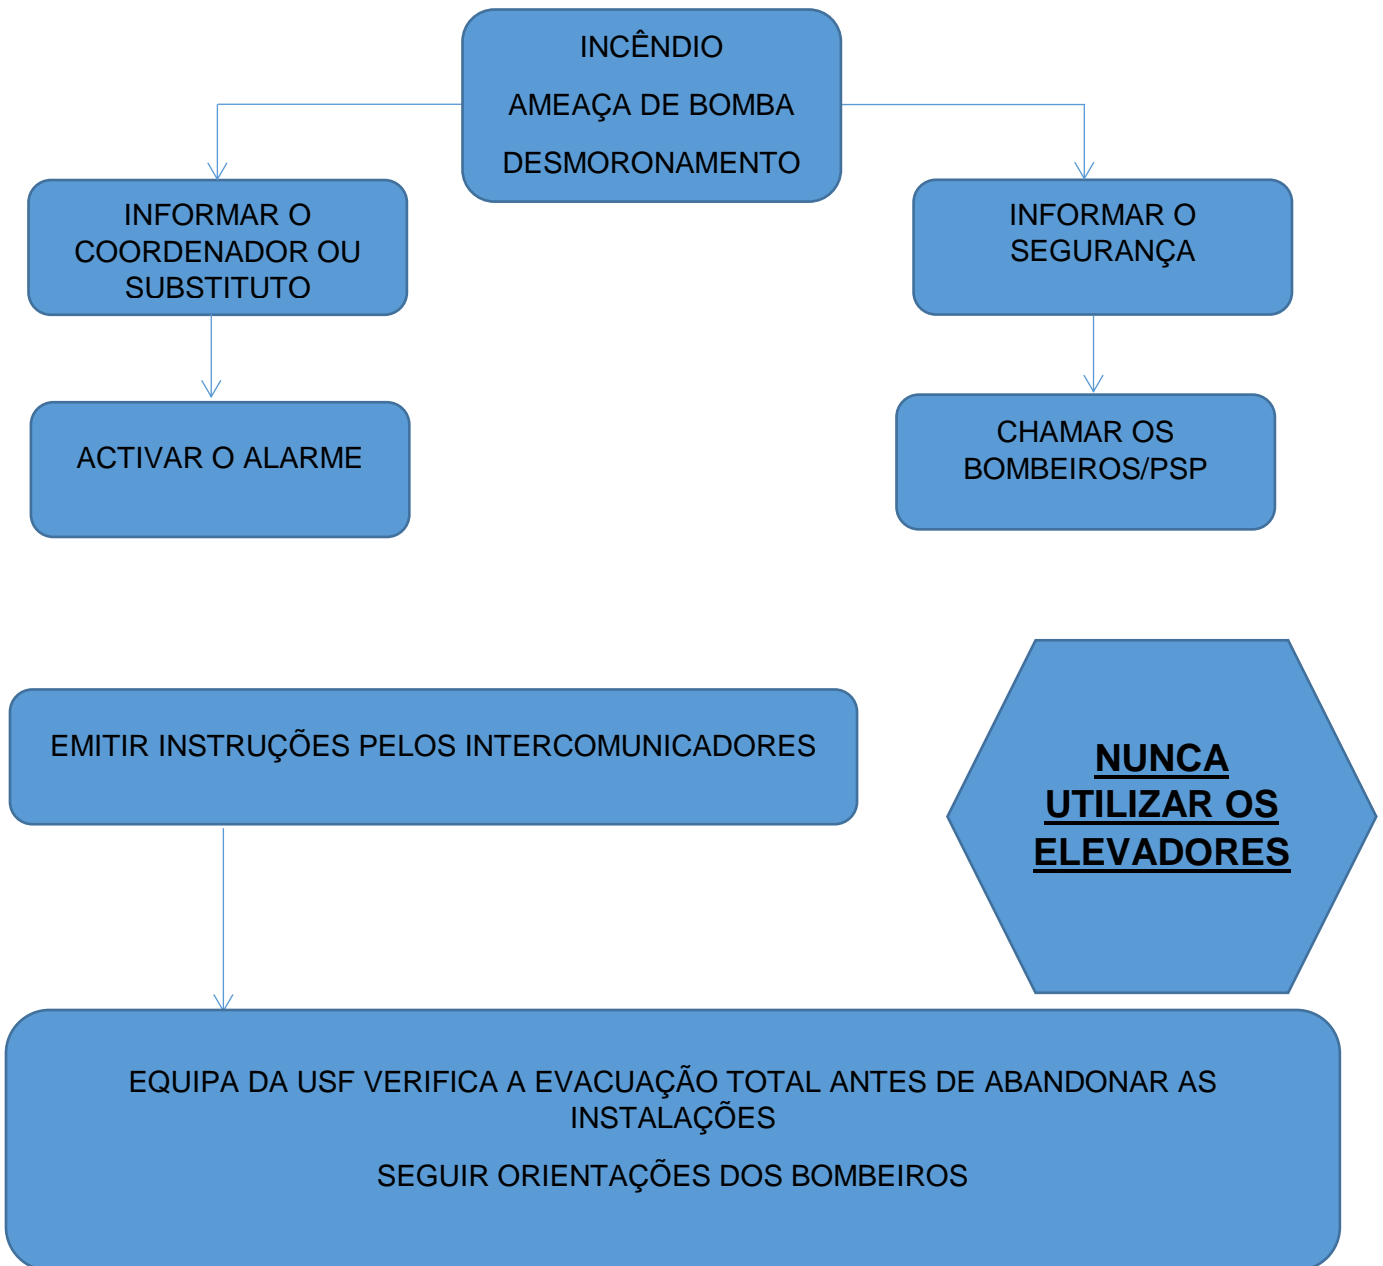 INCÊNDIO
AMEAÇA DE BOMBA
DESMORONAMENTO
INFORMAR O
COORDENADOR OU
SUBSTITUTO
INFORMAR O
SEGURANÇA
ACTIVAR O ALARME
CHAMAR OS
BOMBEIROS/PSP
EMITIR INSTRUÇÕES PELOS INTERCOMUNICADORES
NUNCA
UTILIZAR OS
ELEVADORES
EQUIPA DA USF VERIFICA A EVACUAÇÃO TOTAL ANTES DE ABANDONAR AS
INSTALAÇÕES
SEGUIR ORIENTAÇÕES DOS BOMBEIROS